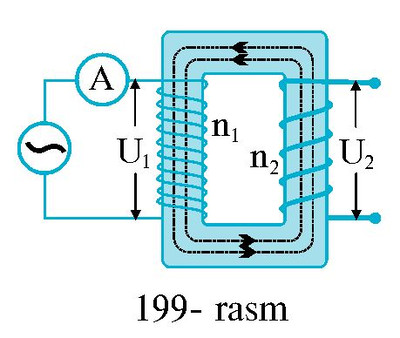 A
U₁
n₁
n₂
U₂
199- rasm